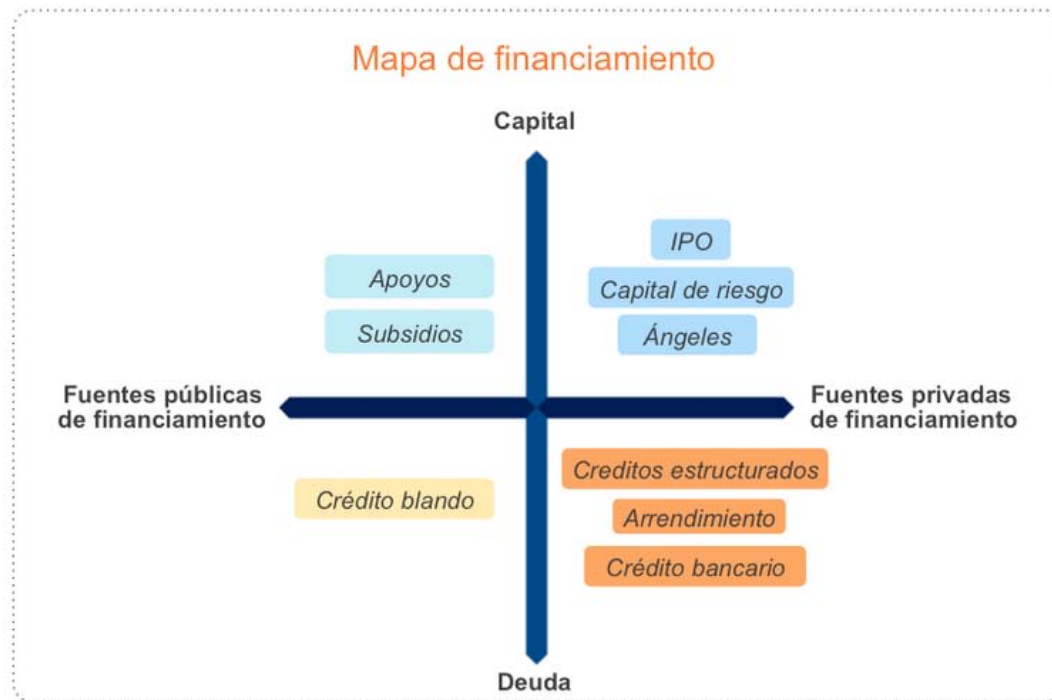 Mapa de financiamiento
Capital
IPO
Apoyos
Capital de riesgo
Subsidios
Ángeles
Fuentes públicas
de financiamiento
Fuentes privadas
de financiamiento
Creditos estructurados
Crédito blando
Arrendimiento
Crédito bancario
Deuda